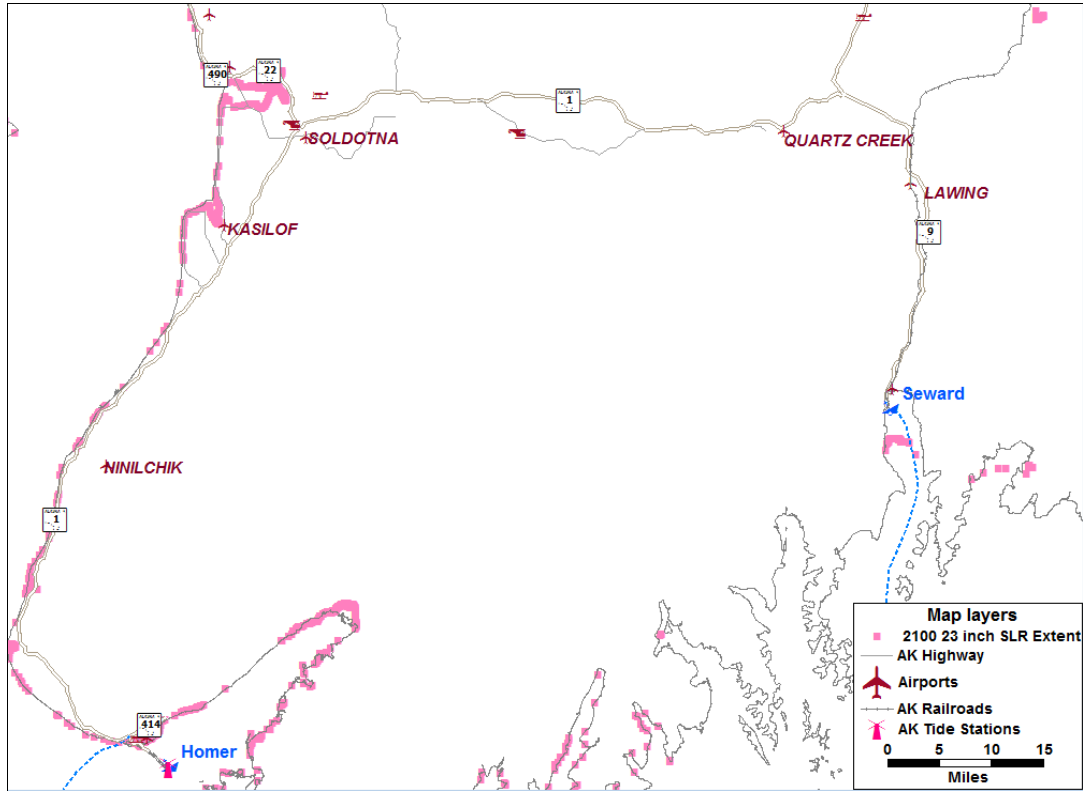 490
22
1
SOLDOTNA
QUARTZ CREEK
LAWING
9
KASILOF
Seward
NINILCHIK
1
414
Homer
Map layers
2100 23 inch SLR Extent
AK Highway
Airports
AK Railroads
AK Tide Stations
0 5 10 15
Miles